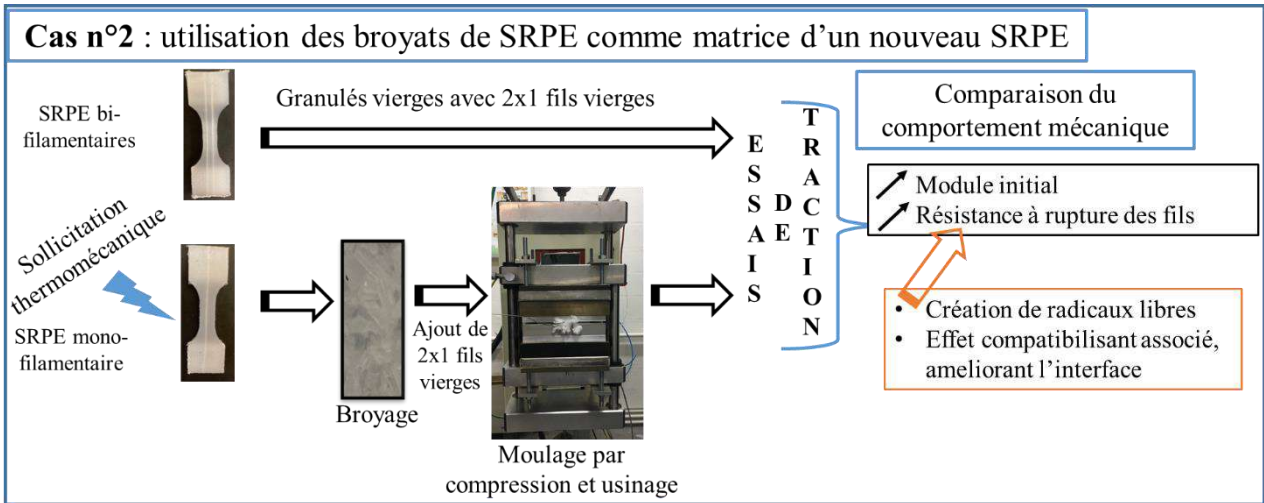 Cas n°2 : utilisation des broyats de SRPE comme matrice d'un nouveau SRPE
SRPE bi-
filamentaires
Granulés vierges avec 2x1 fils vierges
Sollicitation
thermomécanique
SRPE mono-
filamentaire
Broyage
Ajout de
2x1 fils
vierges
Moulage par
compression et usinage
ESSAIS
DE
TRACTION
Comparaison du
comportement mécanique
Module initial
Résistance à rupture des fils
• Création de radicaux libres
• Effet compatibilisant associé,
ameliorant l'interface